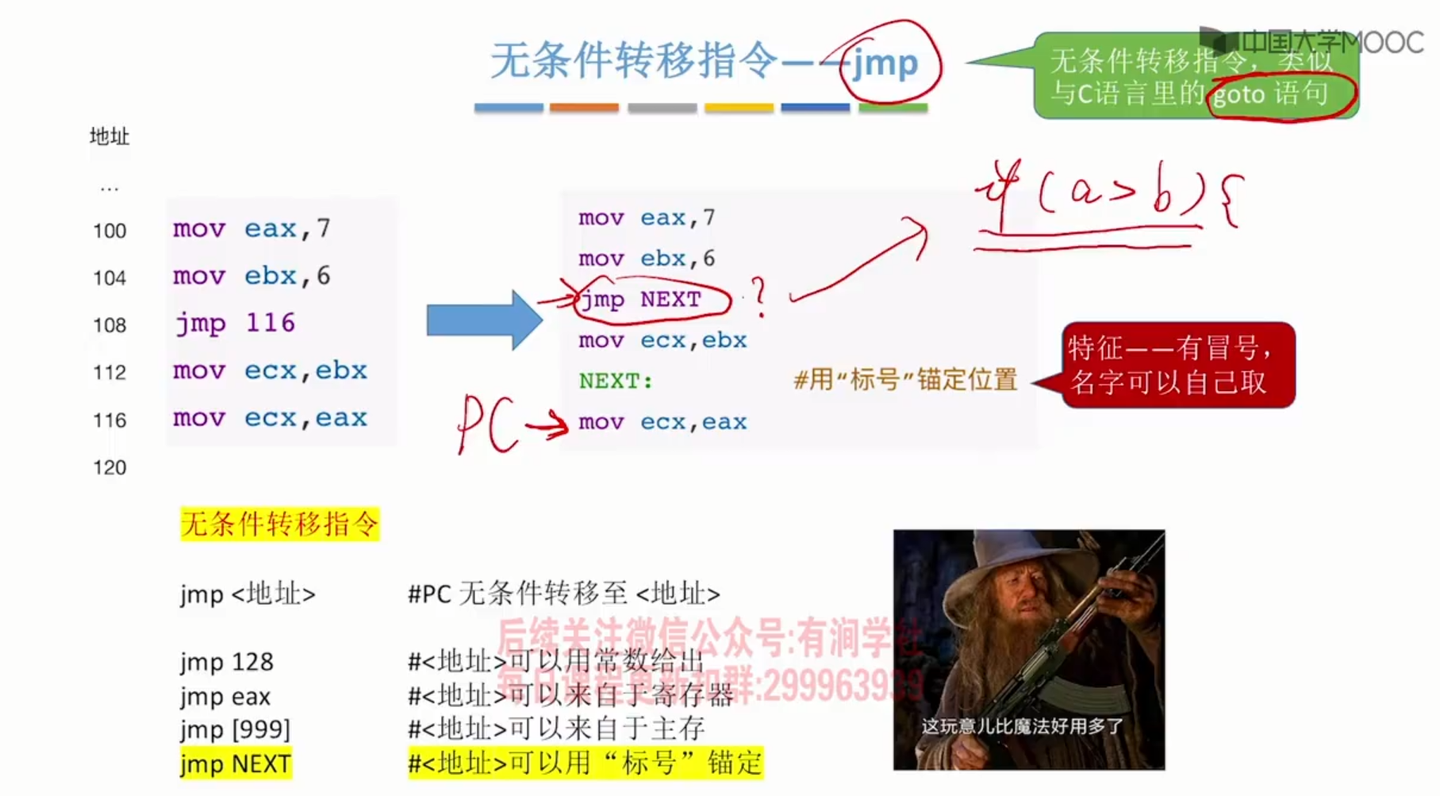 无条件转移指令——jmp
中国大学MOOC
无条件转移指令，类似
与C语言里的 goto 语句
地址
...
100
104
108
112
116
120
mov eax,7
mov ebx,6
jmp 116
mov ecx,ebx
mov ecx,eax
mov eax,7
mov ebx,6
jmp NEXT
?
mov ecx,ebx
NEXT: #用“标号”锚定位置
mov ecx,eax
PC
if (a>b){
特征——有冒号，
名字可以自己取
无条件转移指令
jmp <地址> #PC 无条件转移至 <地址>
jmp 128 #<地址>可以用常数给出
jmp eax #<地址>可以来自于寄存器
jmp [999] #<地址>可以来自于主存
jmp NEXT #<地址>可以用“标号”锚定
后续关注微信公众号:有涧学社
每日课程更新扣群:299963939
这玩意儿比魔法好用多了